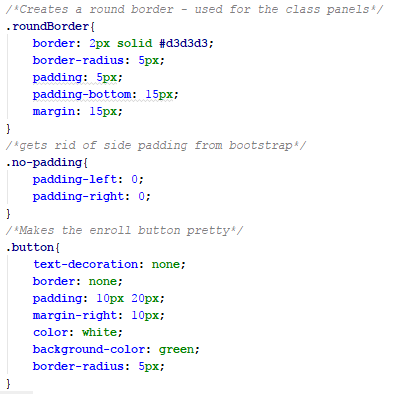 /*Creates a round border - used for the class panels*/
.roundBorder{
border: 2px solid #d3d3d3;
border-radius: 5px;
padding: 5px;
padding-bottom: 15px;
margin: 15px;
}
/*gets rid of side padding from bootstrap*/
.no-padding{
padding-left: 0;
padding-right: 0;
}
/*Makes the enroll button pretty*/
.button{
text-decoration: none;
border: none;
padding: 10px 20px;
margin-right: 10px;
color: white;
background-color: green;
border-radius: 5px;
}